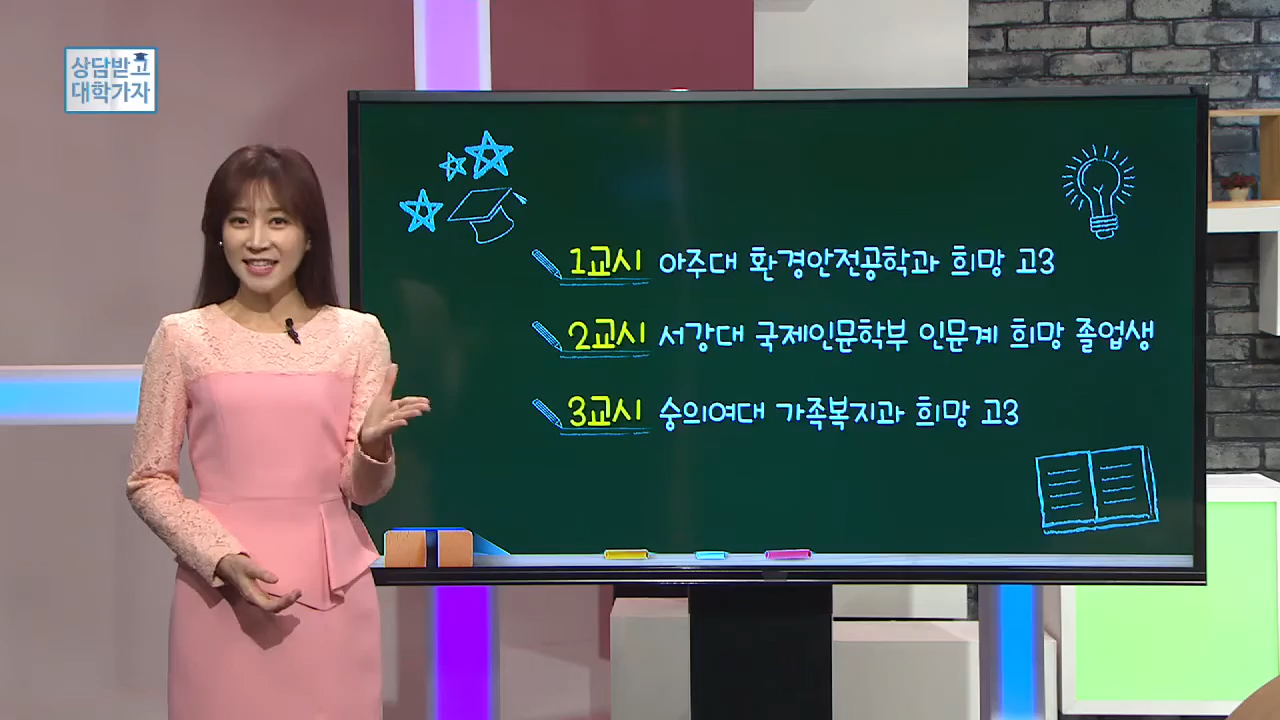 상담받고
대학가자
1교시 아주대 환경안전공학과 희망 고3
2교시 서강대 국제인문학부 인문계 희망 졸업생
3교시 숭의여대 가족복지과 희망 고3